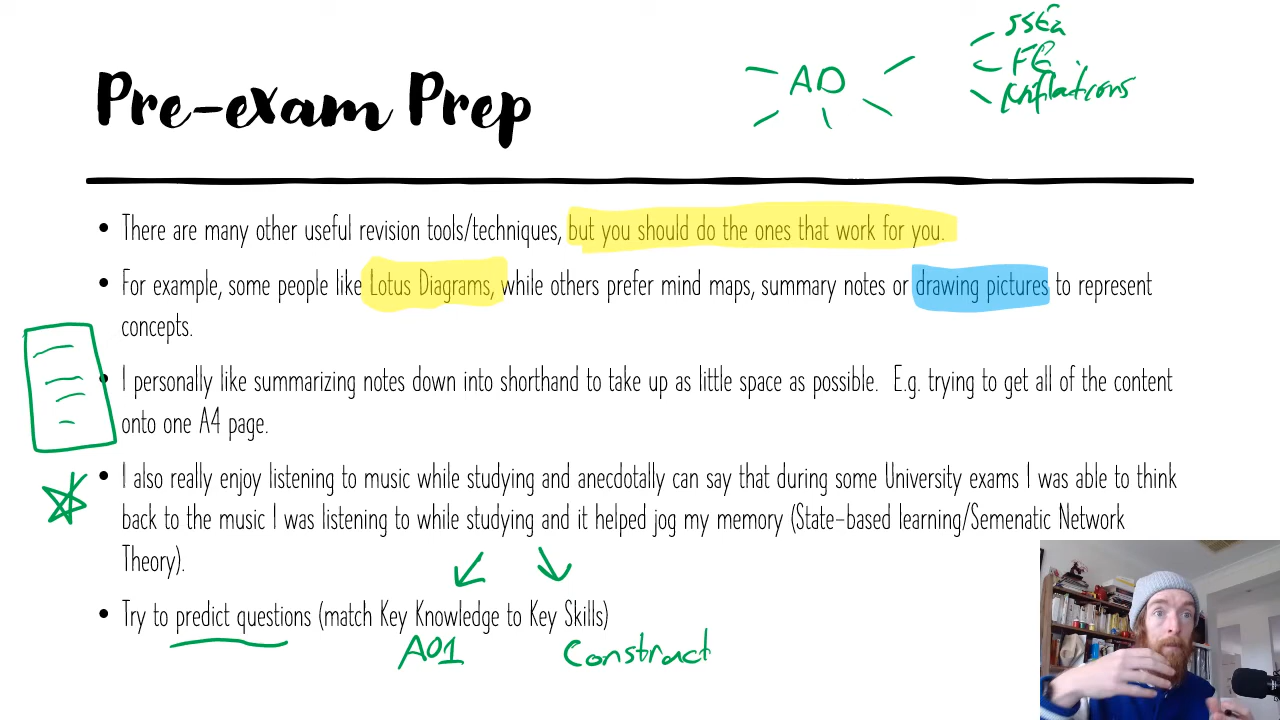 Pre-exam Prep
AD
SSEG
FE
Inflations
• There are many other useful revision tools/techniques, but you should do the ones that work for you.
• For example, some people like Lotus Diagrams, while others prefer mind maps, summary notes or drawing pictures to represent
concepts.
• I personally like summarizing notes down into shorthand to take up as little space as possible. E.g. trying to get all of the content
onto one A4 page.
• I also really enjoy listening to music while studying and anecdotally can say that during some University exams I was able to think
back to the music I was listening to while studying and it helped jog my memory (State-based learning/Semenatic Network
Theory).
• Try to predict questions (match Key Knowledge to Key Skills)
AO1
Construct